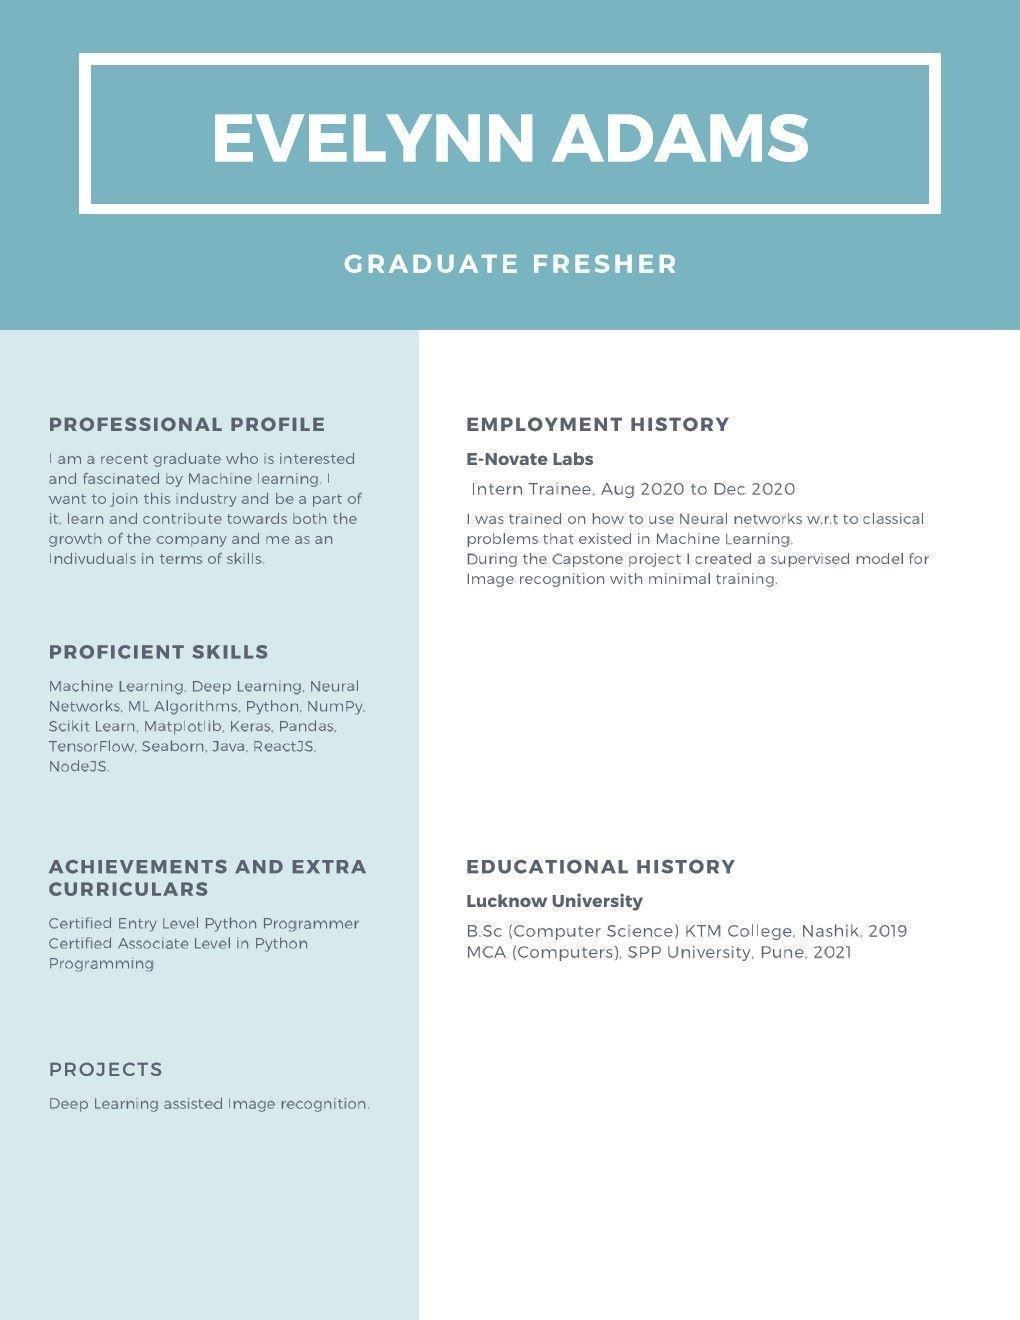 EVELYNN ADAMS
GRADUATE FRESHER
PROFESSIONAL PROFILE
I am a recent graduate who is interested
and fascinated by Machine learning. I
want to join this industry and be a part of
it, learn and contribute towards both the
growth of the company and me as an
Indivuduals in terms of skills.
PROFICIENT SKILLS
Machine Learning, Deep Learning, Neural
Networks, ML Algorithms, Python, NumPy,
Scikit Learn, Matplotlib, Keras, Pandas,
TensorFlow, Seaborn, Java, ReactJS,
NodeJS.
ACHIEVEMENTS AND EXTRA
CURRICULARS
Certified Entry Level Python Programmer
Certified Associate Level in Python
Programming
PROJECTS
Deep Learning assisted Image recognition.
EMPLOYMENT HISTORY
E-Novate Labs
Intern Trainee, Aug 2020 to Dec 2020
I was trained on how to use Neural networks w.r.t to classical
problems that existed in Machine Learning.
During the Capstone project I created a supervised model for
Image recognition with minimal training.
EDUCATIONAL HISTORY
Lucknow University
B.Sc (Computer Science) KTM College, Nashik, 2019
MCA (Computers), SPP University, Pune, 2021